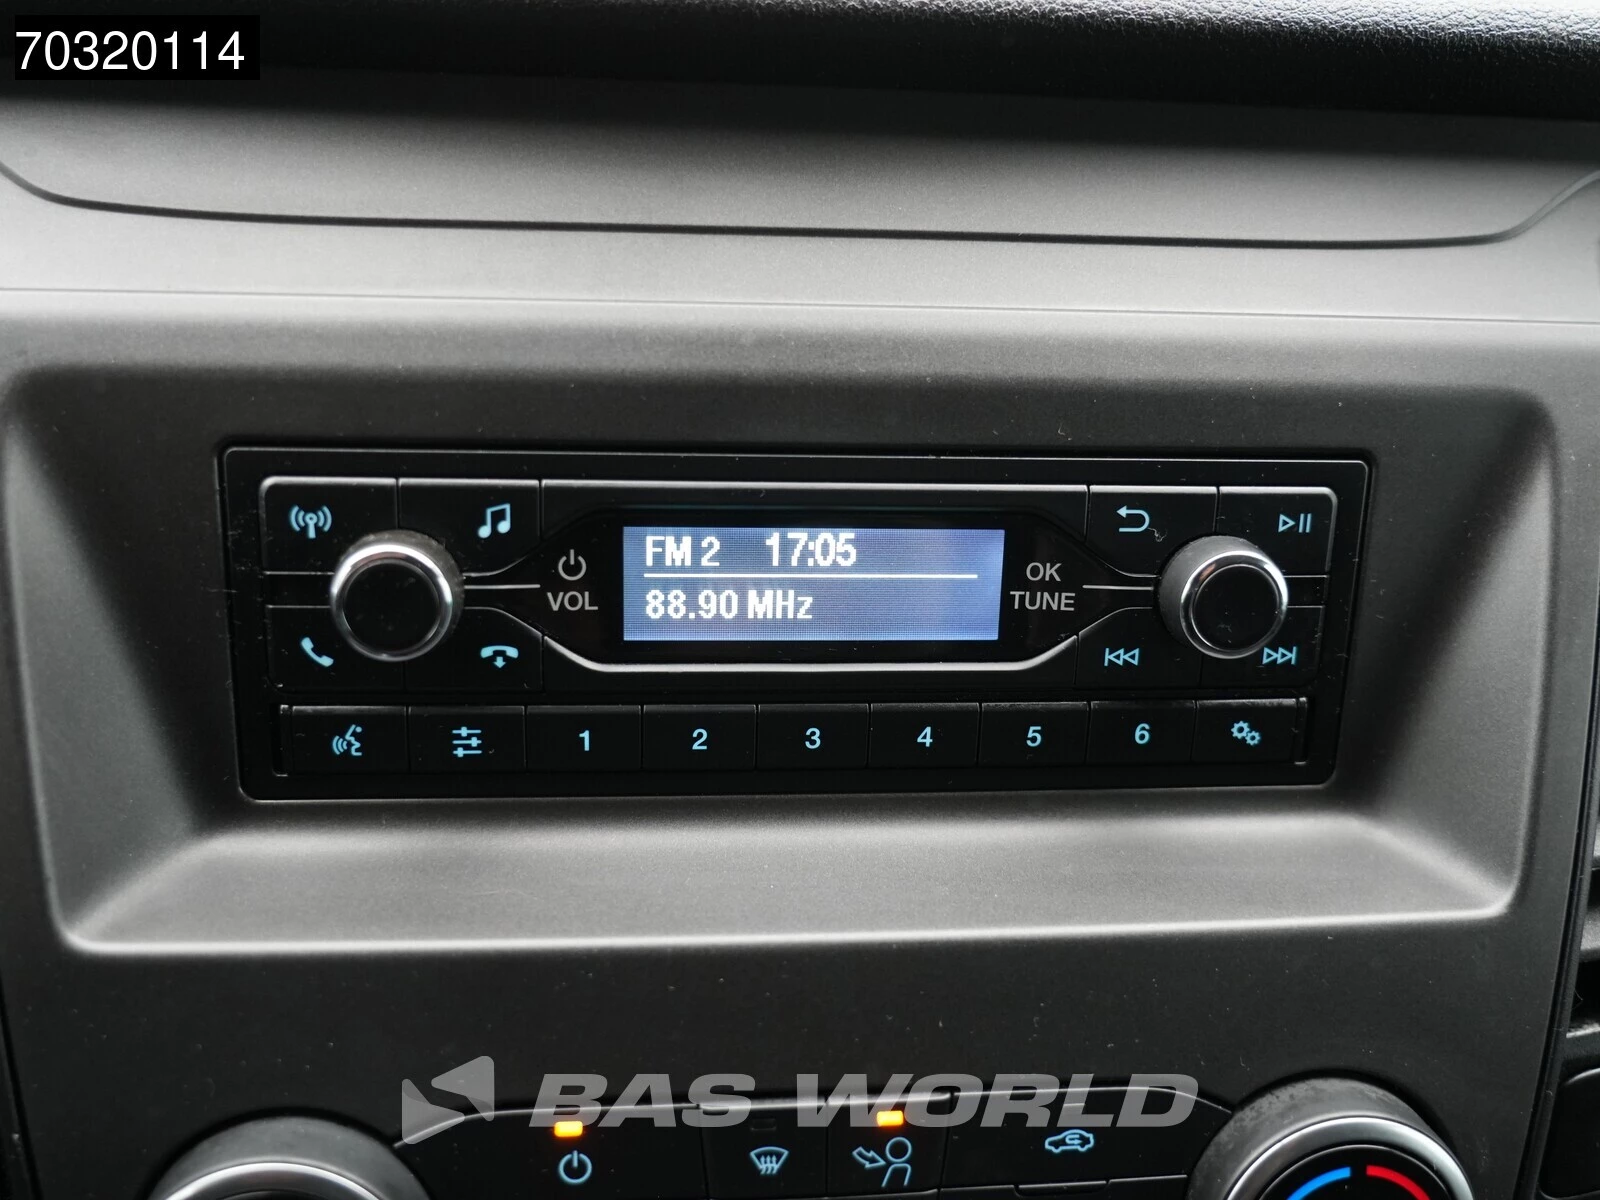 70320114
FM 2 17:05
88.90 MHz
VOL
OK
TUNE
1 2 3 4 5 6
BAS WORLD